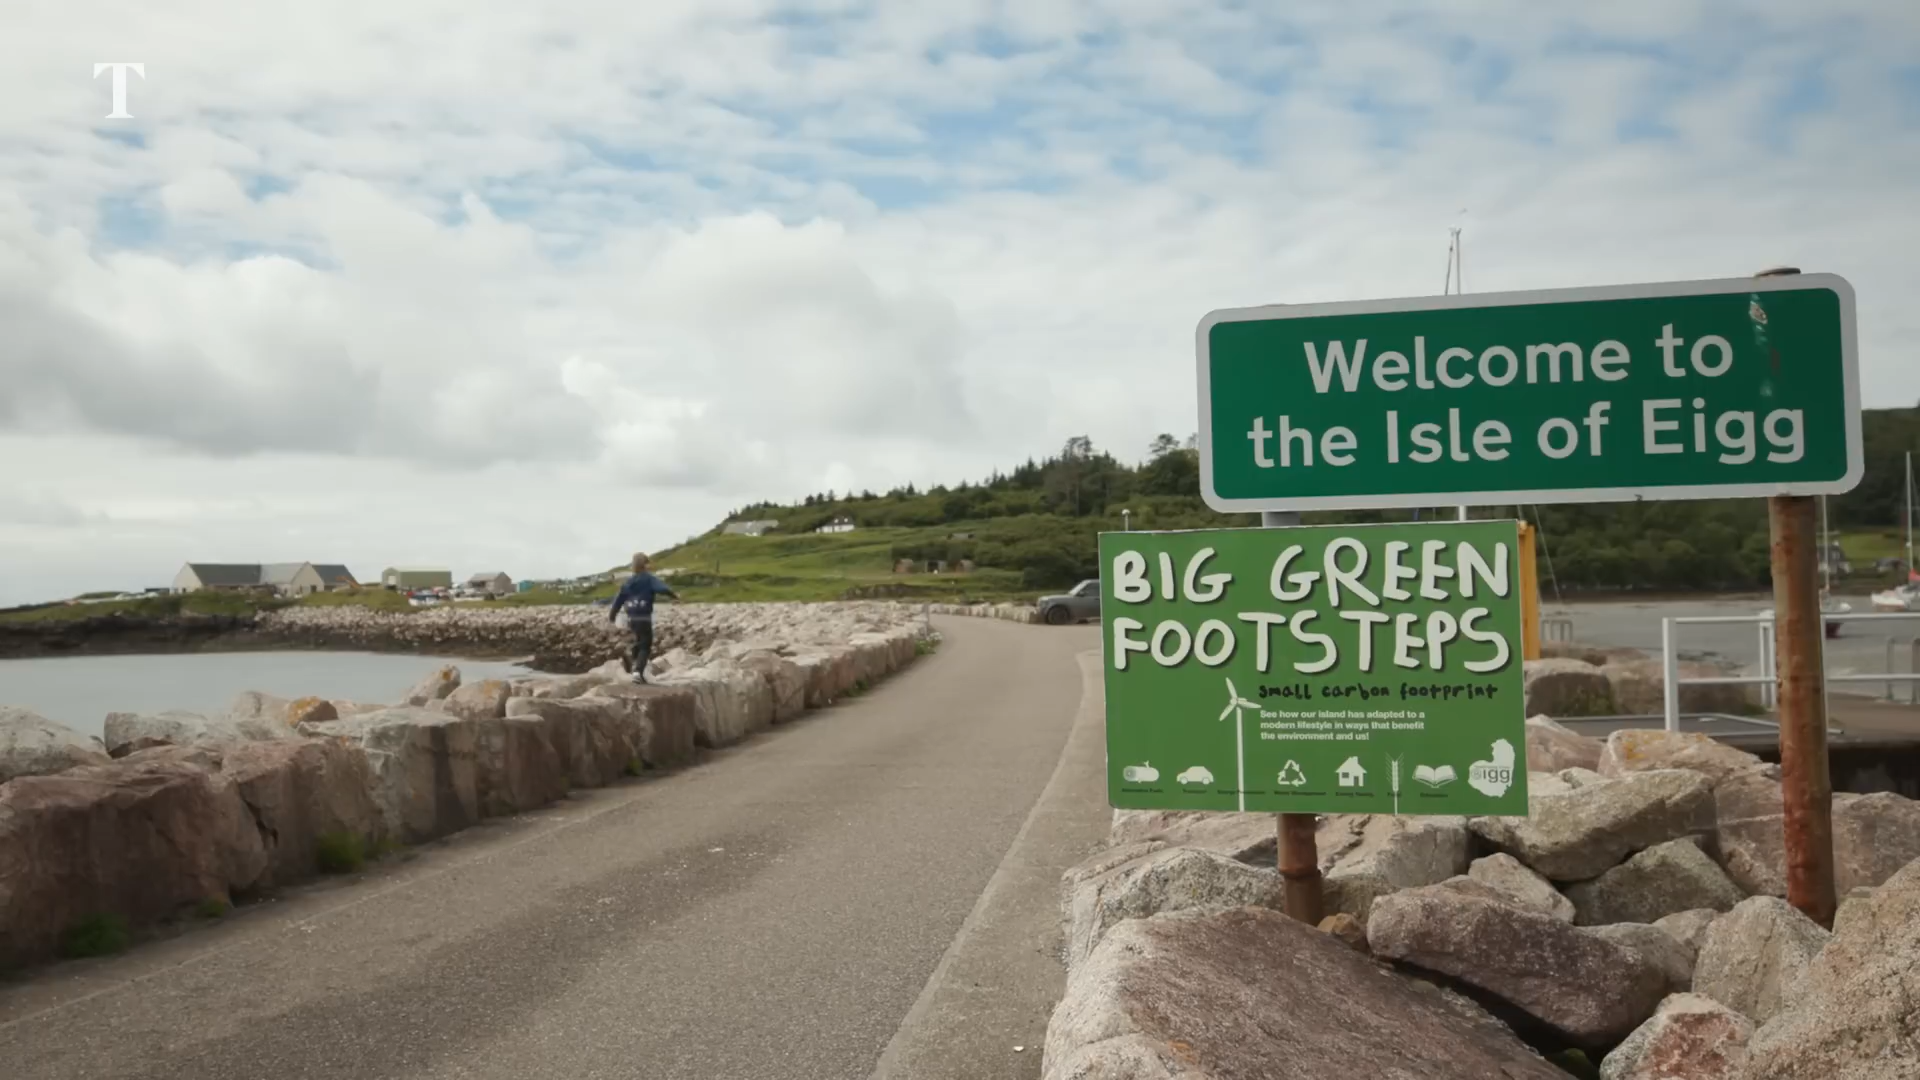 T
Welcome to
the Isle of Eigg
BIG GREEN
FOOTSTEPS
small carbon footprint
See how our island has adapted to a
modern lifestyle in ways that benefit
the environment and us!
eigg